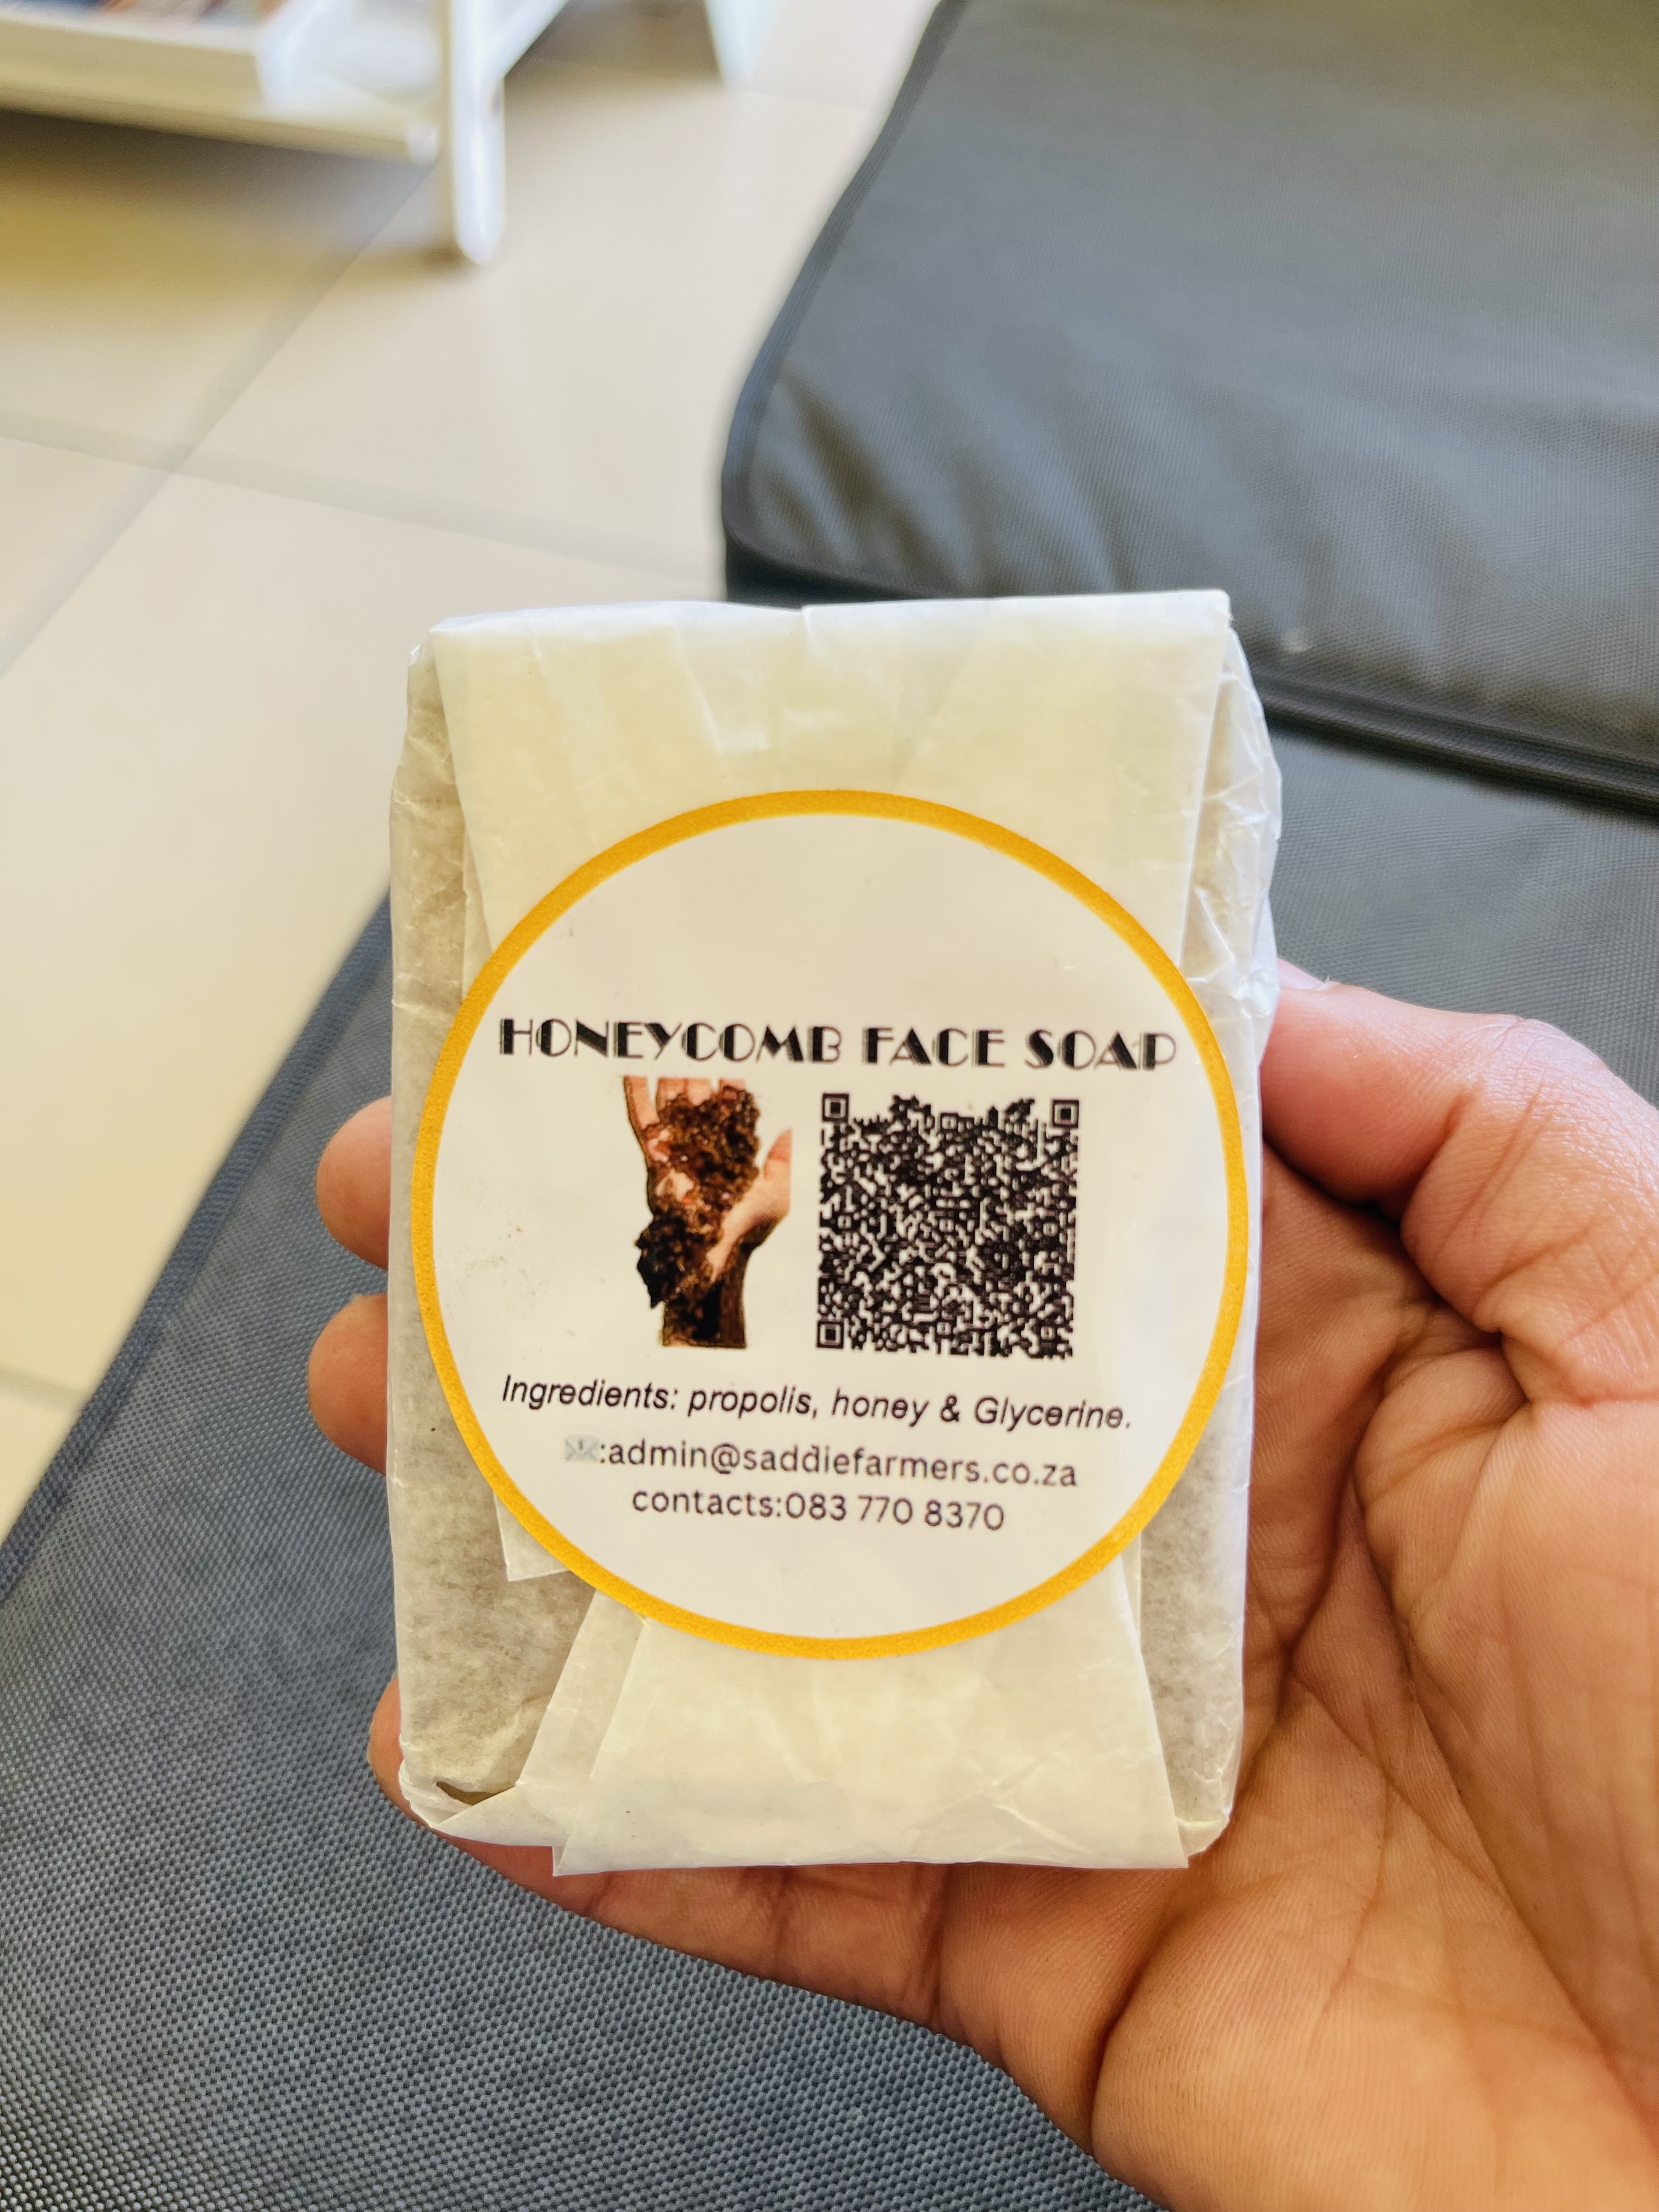 HONEYCOMB FACE SOAP
Ingredients: propolis, honey & Glycerine.
:admin@saddiefarmers.co.za
contacts:083 770 8370